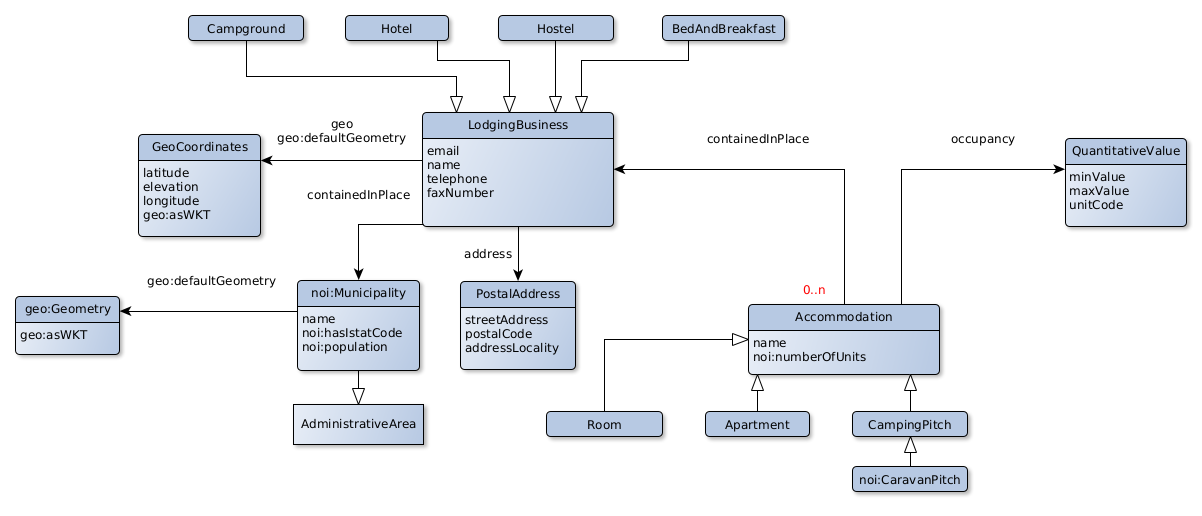 Campground
Hotel
Hostel
BedAndBreakfast
LodgingBusiness
email
name
telephone
faxNumber
geo
geo:defaultGeometry
GeoCoordinates
latitude
elevation
longitude
geo:asWKT
containedInPlace
occupancy
QuantitativeValue
minValue
maxValue
unitCode
containedInPlace
address
geo:defaultGeometry
geo:Geometry
geo:asWKT
noi:Municipality
name
noi:hasIstatCode
noi:population
PostalAddress
streetAddress
postalCode
addressLocality
0..n
Accommodation
name
noi:numberOfUnits
AdministrativeArea
Room
Apartment
CampingPitch
noi:CaravanPitch